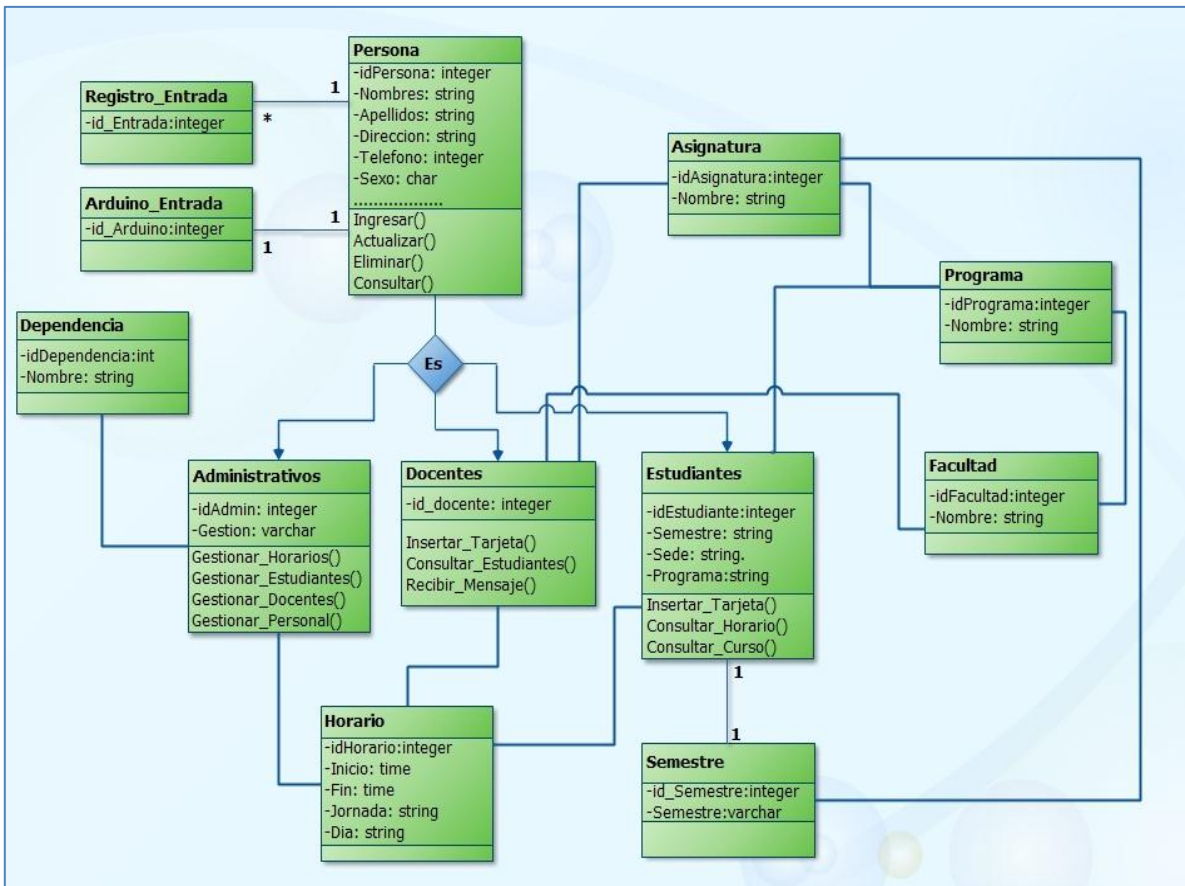 Persona
-idPersona: integer
-Nombres: string
-Apellidos: string
-Direccion: string
-Telefono: integer
-Sexo: char
..................
Ingresar()
Actualizar()
Eliminar()
Consultar()
Registro_Entrada
-id_Entrada:integer
1
*
Arduino_Entrada
-id_Arduino:integer
1
1
Asignatura
-idAsignatura:integer
-Nombre: string
Programa
-idPrograma:integer
-Nombre: string
Dependencia
-idDependencia:int
-Nombre: string
Es
Administrativos
-idAdmin: integer
-Gestion: varchar
Gestionar_Horarios()
Gestionar_Estudiantes()
Gestionar_Docentes()
Gestionar_Personal()
Docentes
-id_docente: integer
Insertar_Tarjeta()
Consultar_Estudiantes()
Recibir_Mensaje()
Estudiantes
-idEstudiante:integer
-Semestre: string
-Sede: string.
-Programa:string
Insertar_Tarjeta()
Consultar_Horario()
Consultar_Curso()
Facultad
-idFacultad:integer
-Nombre: string
1
1
Horario
-idHorario:integer
-Inicio: time
-Fin: time
-Jornada: string
-Dia: string
Semestre
-id_Semestre:integer
-Semestre:varchar